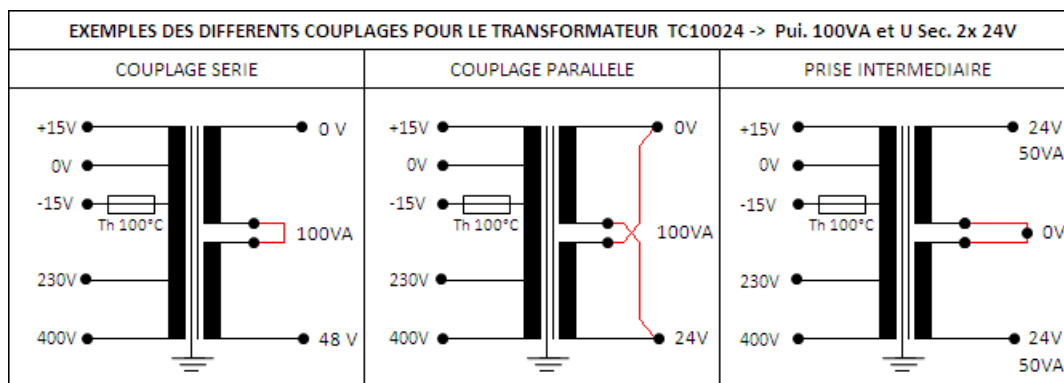 EXEMPLES DES DIFFERENTS COUPLAGES POUR LE TRANSFORMATEUR TC10024 -> Pui. 100VA et U Sec. 2x 24V
COUPLAGE SERIE
+15V
0V
-15V
Th 100°C
230V
400V
0 V
100VA
48 V
COUPLAGE PARALLELE
+15V
0V
-15V
Th 100°C
230V
400V
0V
100VA
24V
PRISE INTERMEDIAIRE
+15V
0V
-15V
Th 100°C
230V
400V
24V
50VA
0V
24V
50VA